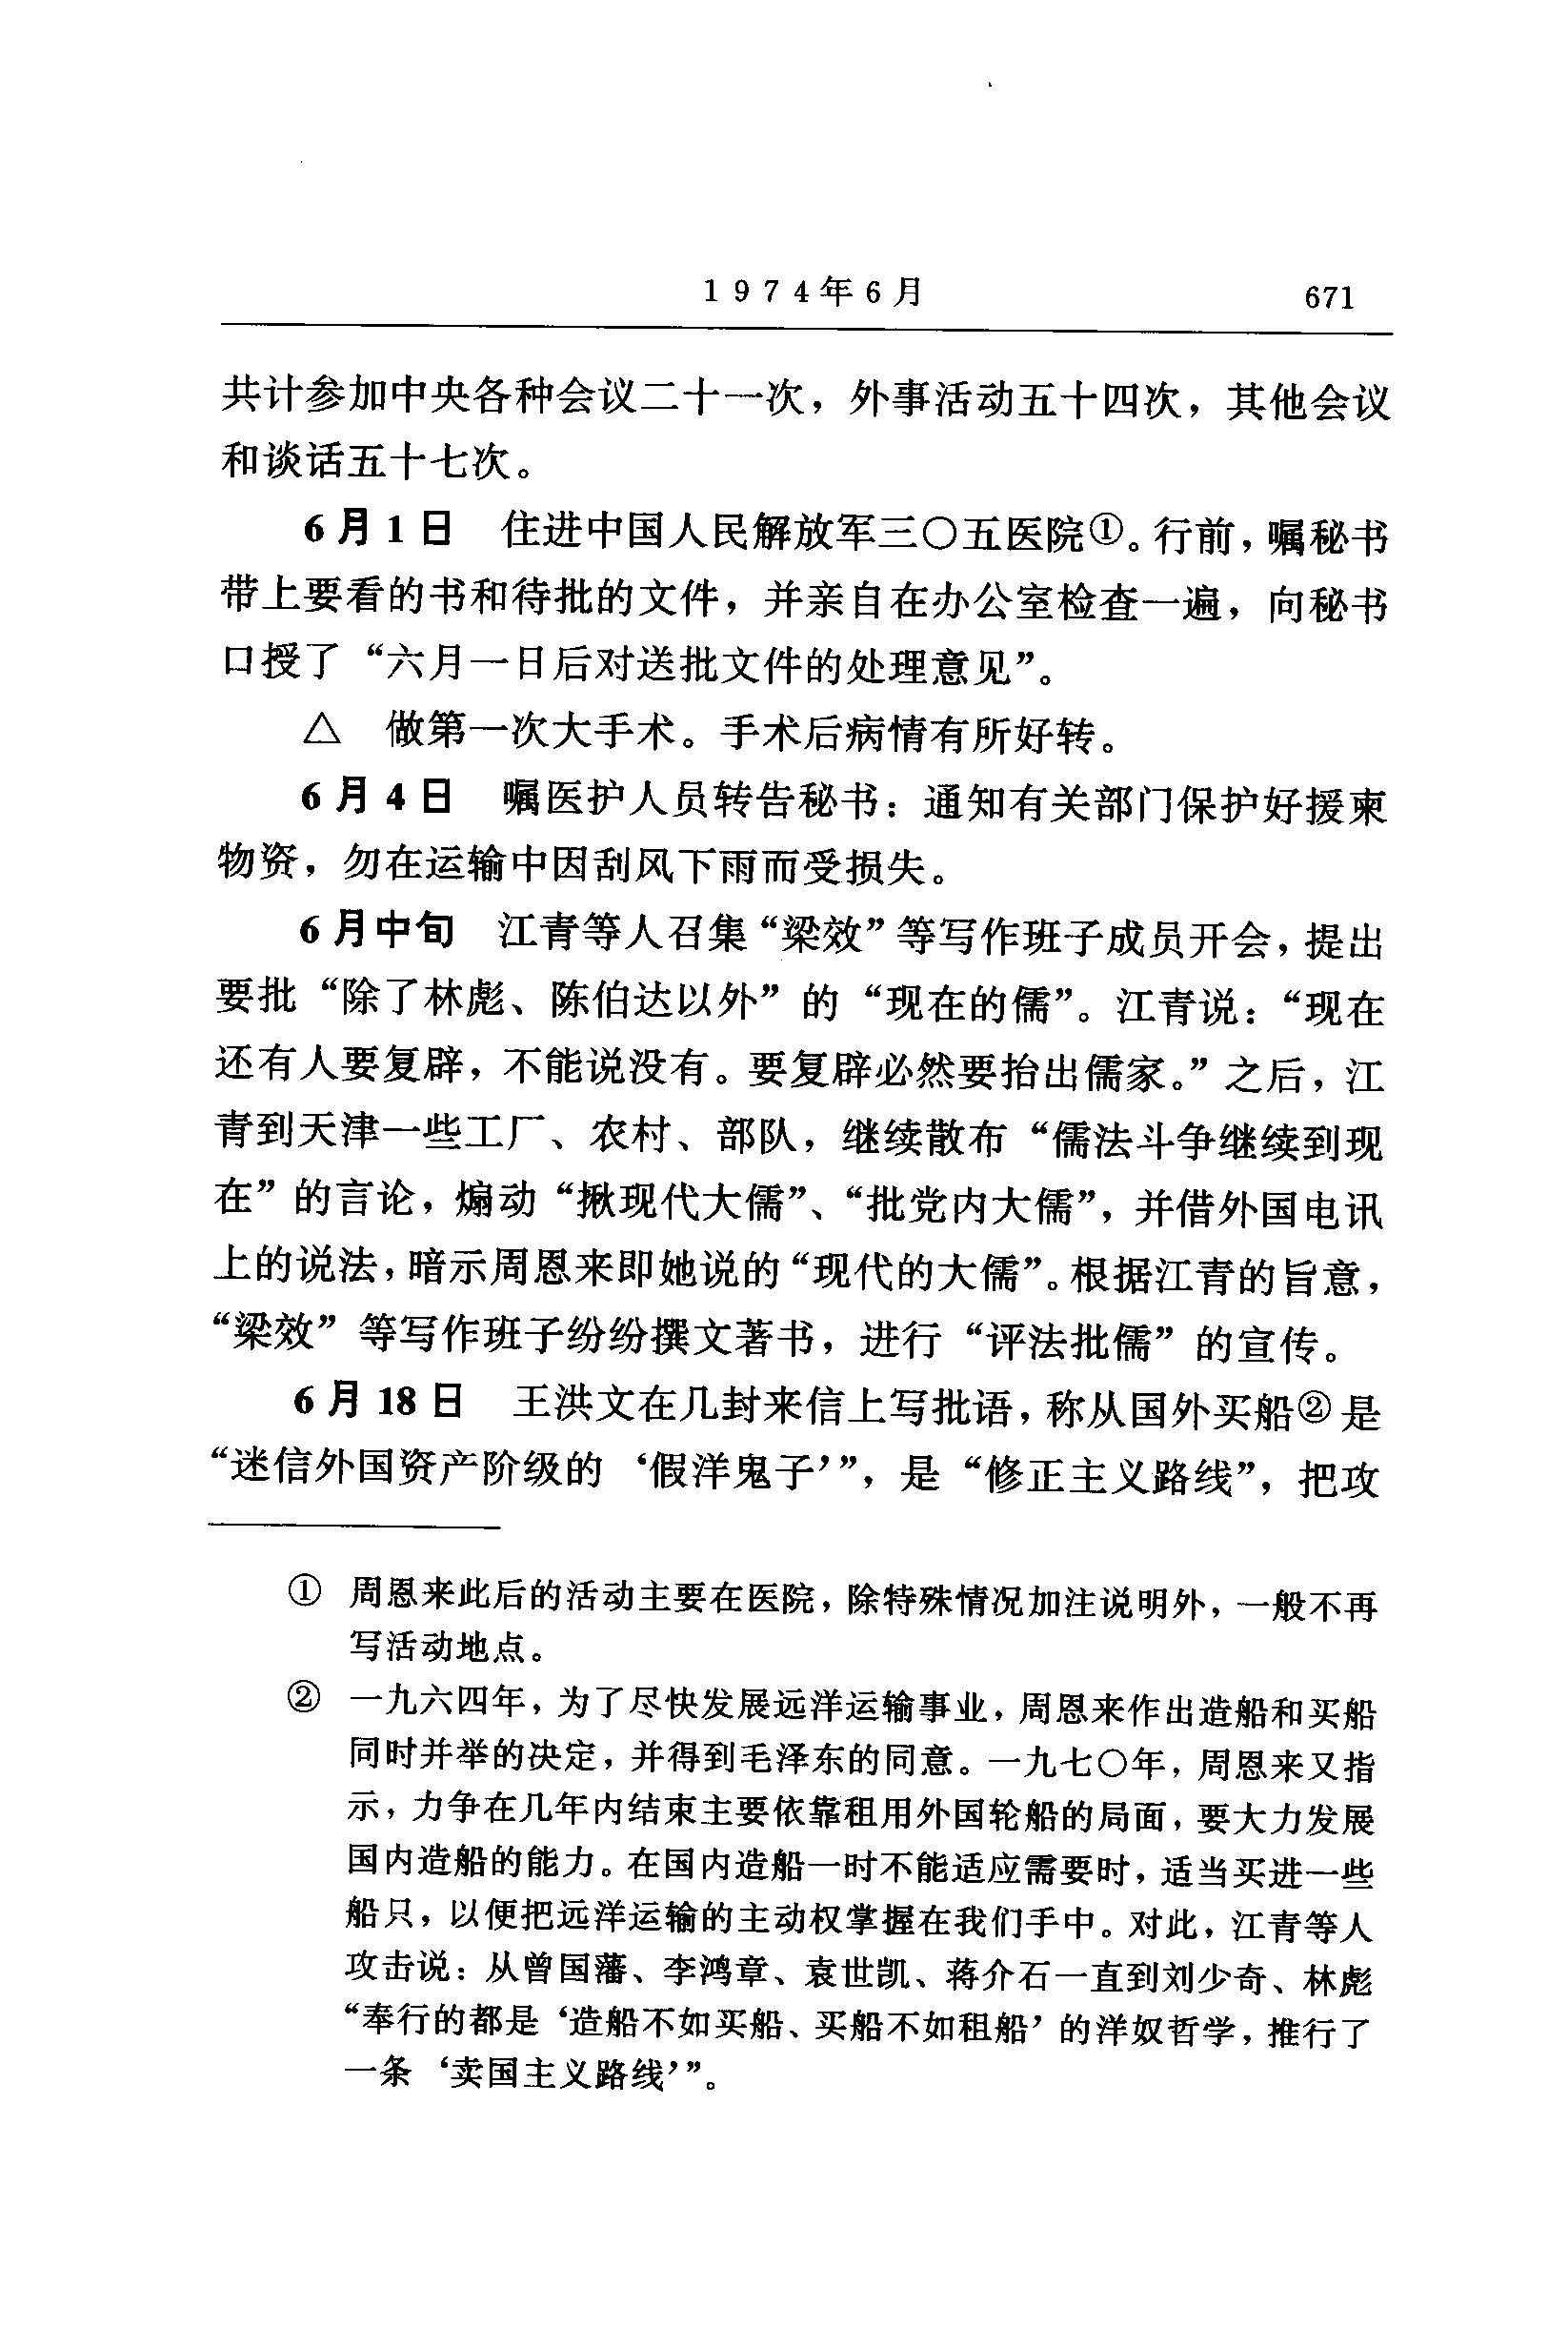 1974年6月
671
共计参加中央各种会议二十一次，外事活动五十四次，其他会议
和谈话五十七次。
6月1日　住进中国人民解放军三〇五医院①。行前，嘱秘书
带上要看的书和待批的文件，并亲自在办公室检查一遍，向秘书
口授了“六月一日后对送批文件的处理意见”。
△　做第一次大手术。手术后病情有所好转。
6月4日　嘱医护人员转告秘书：通知有关部门保护好援柬
物资，勿在运输中因刮风下雨而受损失。
6月中旬　江青等人召集“梁效”等写作班子成员开会，提出
要批“除了林彪、陈伯达以外”的“现在的儒”。江青说：“现在
还有人要复辟，不能说没有。要复辟必然要抬出儒家。”之后，江
青到天津一些工厂、农村、部队，继续散布“儒法斗争继续到现
在”的言论，煽动“揪现代大儒”、“批党内大儒”，并借外国电讯
上的说法，暗示周恩来即她说的“现代的大儒”。根据江青的旨意，
“梁效”等写作班子纷纷撰文著书，进行“评法批儒”的宣传。
6月18日　王洪文在几封来信上写批语，称从国外买船②是
“迷信外国资产阶级的‘假洋鬼子’”，是“修正主义路线”，把攻
①　周恩来此后的活动主要在医院，除特殊情况加注说明外，一般不再
写活动地点。
②　一九六四年，为了尽快发展远洋运输事业，周恩来作出造船和买船
同时并举的决定，并得到毛泽东的同意。一九七〇年，周恩来又指
示，力争在几年内结束主要依靠租用外国轮船的局面，要大力发展
国内造船的能力。在国内造船一时不能适应需要时，适当买进一些
船只，以便把远洋运输的主动权掌握在我们手中。对此，江青等人
攻击说：从曾国藩、李鸿章、袁世凯、蒋介石一直到刘少奇、林彪
“奉行的都是‘造船不如买船、买船不如租船’的洋奴哲学，推行了
一条‘卖国主义路线’”。